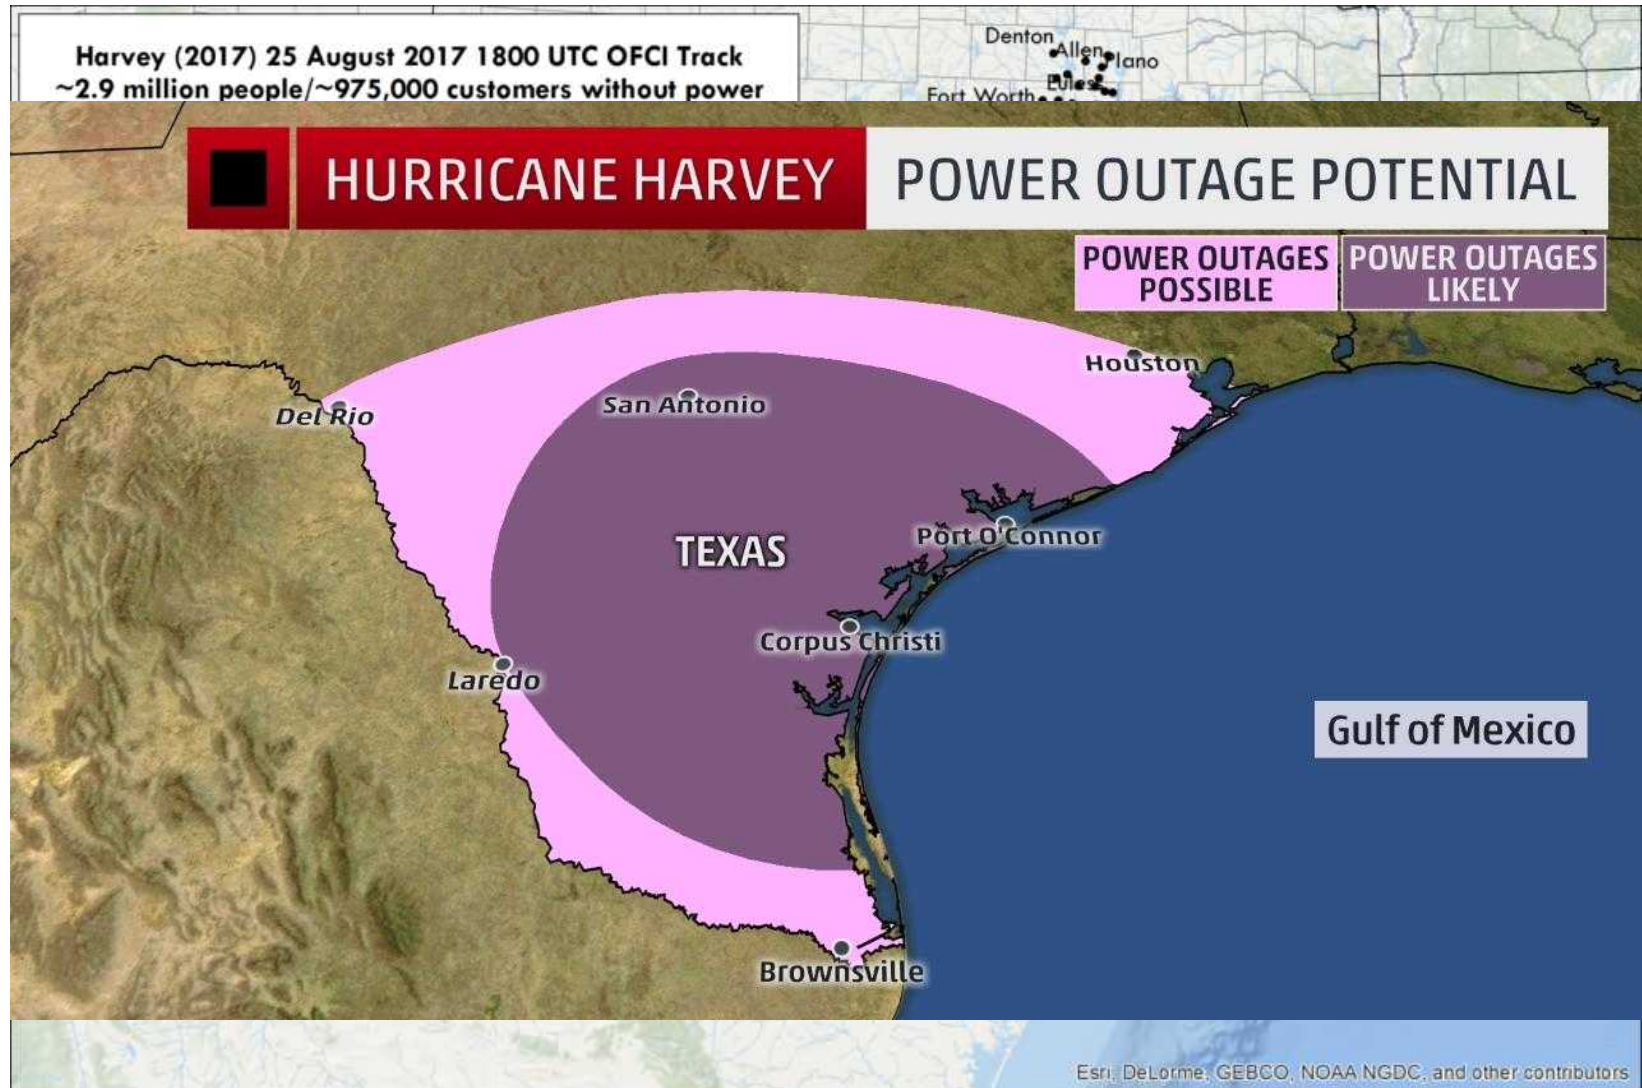 Harvey (2017) 25 August 2017 1800 UTC OFCI Track
~2.9 million people/~975,000 customers without power
Denton
Allen
Plano
Euless
Fort Worth
HURRICANE HARVEY
POWER OUTAGE POTENTIAL
POWER OUTAGES
POSSIBLE
POWER OUTAGES
LIKELY
Houston
Del Rio
San Antonio
Port O'Connor
TEXAS
Corpus Christi
Laredo
Gulf of Mexico
Brownsville
Esri, DeLorme, GEBCO, NOAA NGDC, and other contributors